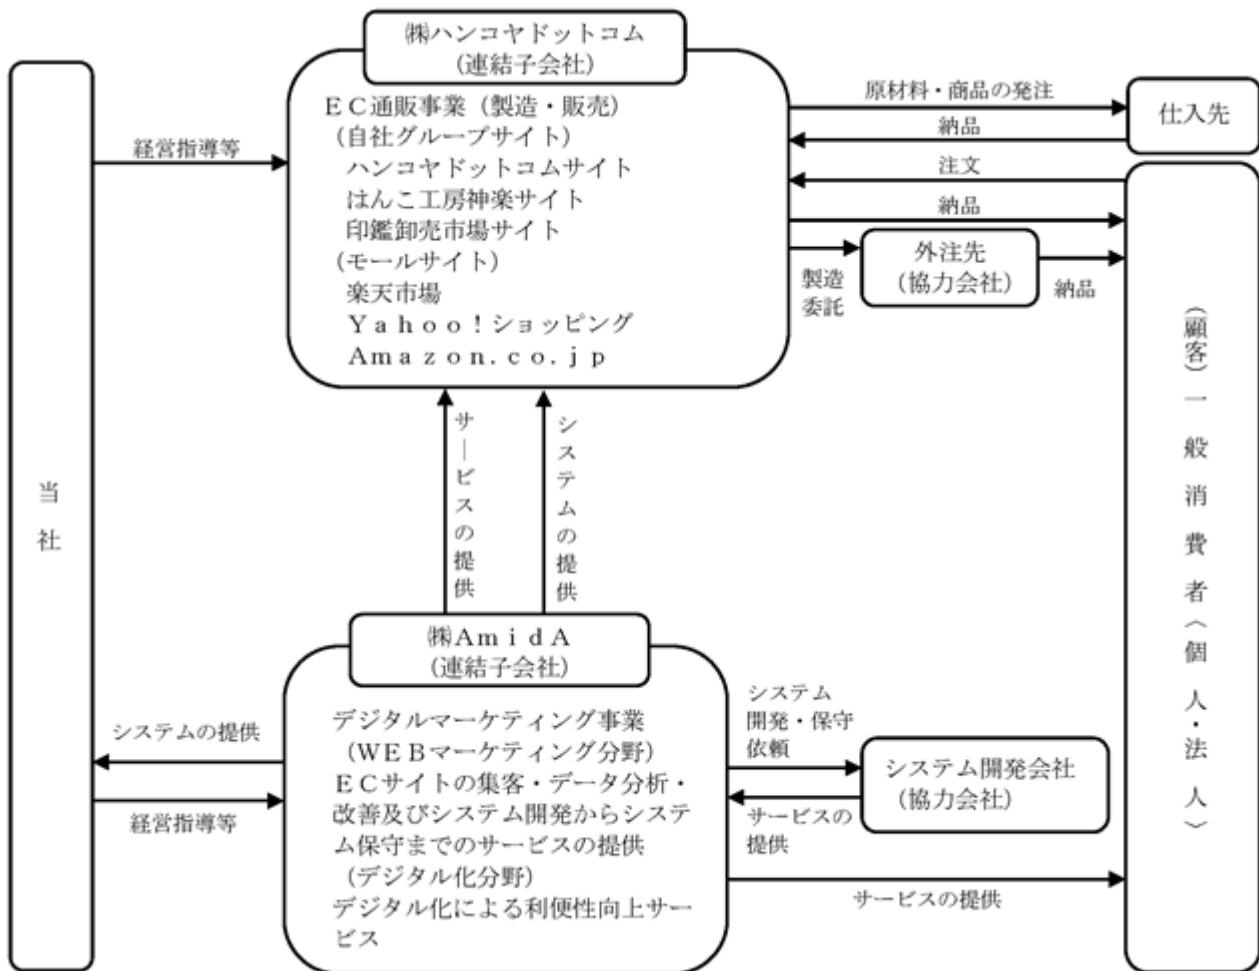 当社
経営指導等
㈱ハンコヤドットコム
(連結子会社)
ＥＣ通販事業（製造・販売）
(自社グループサイト）
ハンコヤドットコムサイト
はんこ工房神楽サイト
印鑑卸売市場サイト
(モールサイト）
楽天市場
Ｙａｈｏｏ！ショッピング
Ａｍａｚｏｎ．ｃｏ．ｊｐ
原材料・商品の発注
納品
仕入先
注文
納品
製造
委託
外注先
(協力会社)
納品
（顧客）一般消費者（個人・法人）
サービスの提供
システムの提供
㈱ＡｍｉｄＡ
(連結子会社)
デジタルマーケティング事業
(ＷＥＢマーケティング分野)
ＥＣサイトの集客・データ分析・
改善及びシステム開発からシステ
ム保守までのサービスの提供
(デジタル化分野)
デジタル化による利便性向上サー
ビス
システムの提供
経営指導等
システム
開発・保守
依頼
サービスの
提供
システム開発会社
(協力会社)
サービスの提供